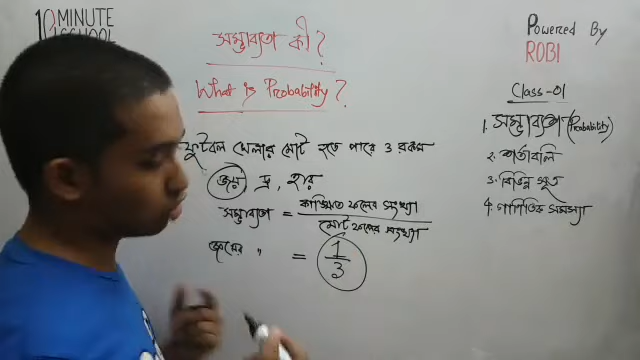 10 MINUTE
SCHOOL
Powered By
ROBI
সম্ভাব্যতা কী?
What is Probability?
ফুটবল খেলার মোট হতে পারে 3 রকম
জয়, ড্র, হার
সম্ভাব্যতা = কাঙ্ক্ষিত ফলের সংখ্যা
মোট ফলের সংখ্যা
জয়ের " = 1
3
Class-01
1. সম্ভাব্যতা (Probability)
2. শর্তাবলি
3. বিভিন্ন সূত্র
4. গাণিতিক সমস্যা